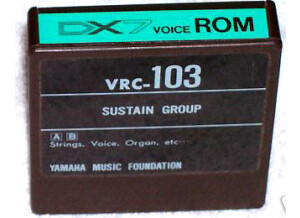 DX7 VOICE ROM
VRC-103
SUSTAIN GROUP
A B
Strings, Voice, Organ, etc···
YAMAHA MUSIC FOUNDATION